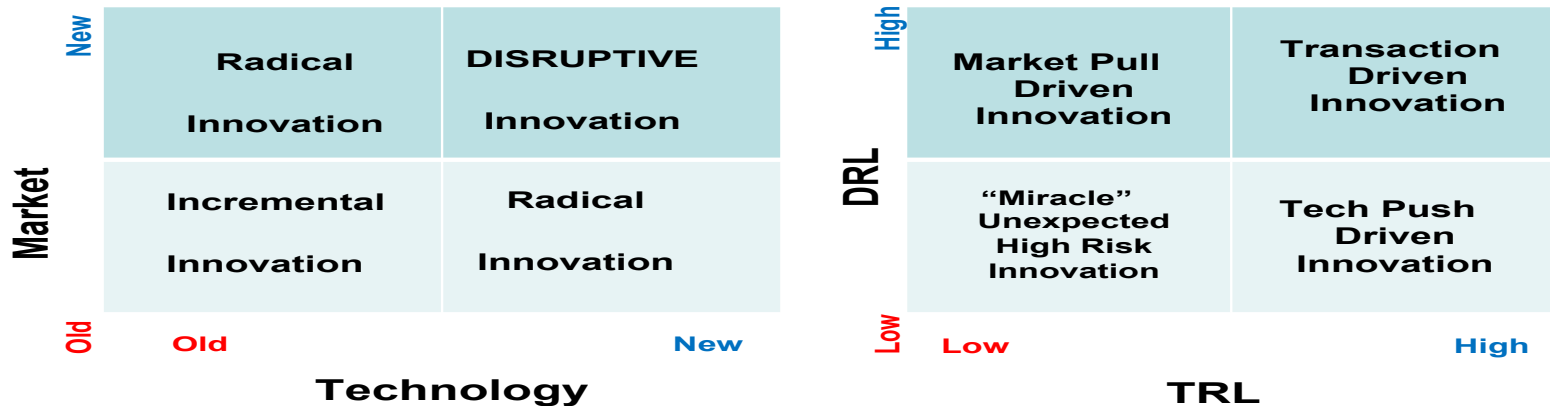 New
Radical
Innovation
DISRUPTIVE
Innovation
Market
Incremental
Innovation
Radical
Innovation
Old
Old
New
Technology
High
Market Pull
Driven
Innovation
Transaction
Driven
Innovation
DRL
“Miracle”
Unexpected
High Risk
Innovation
Tech Push
Driven
Innovation
Low
Low
High
TRL